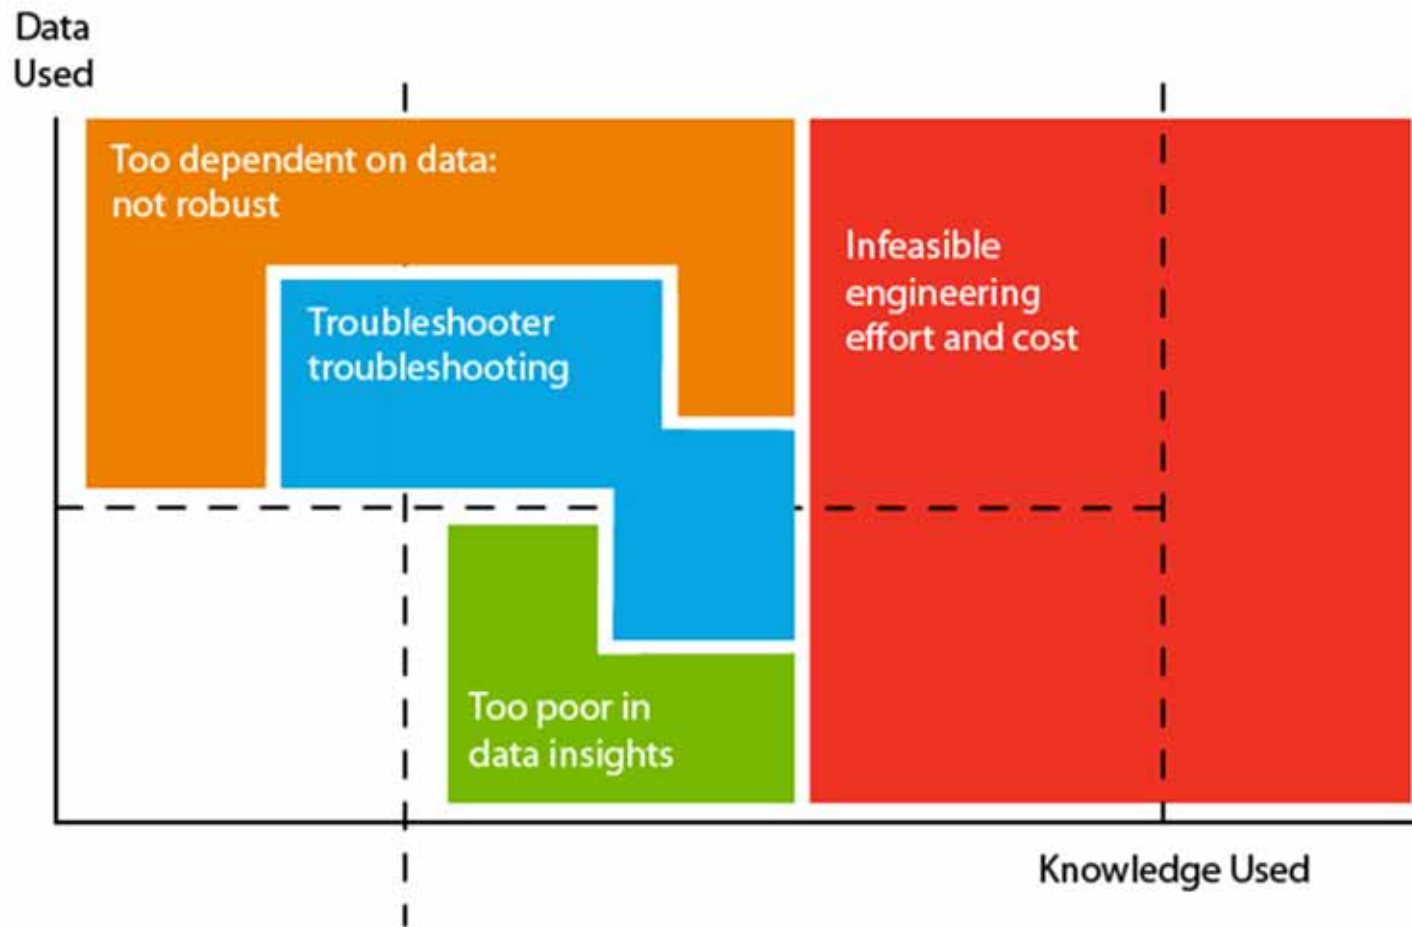 Data
Used
Too dependent on data:
not robust
Troubleshooter
troubleshooting
Infeasible
engineering
effort and cost
Too poor in
data insights
Knowledge Used